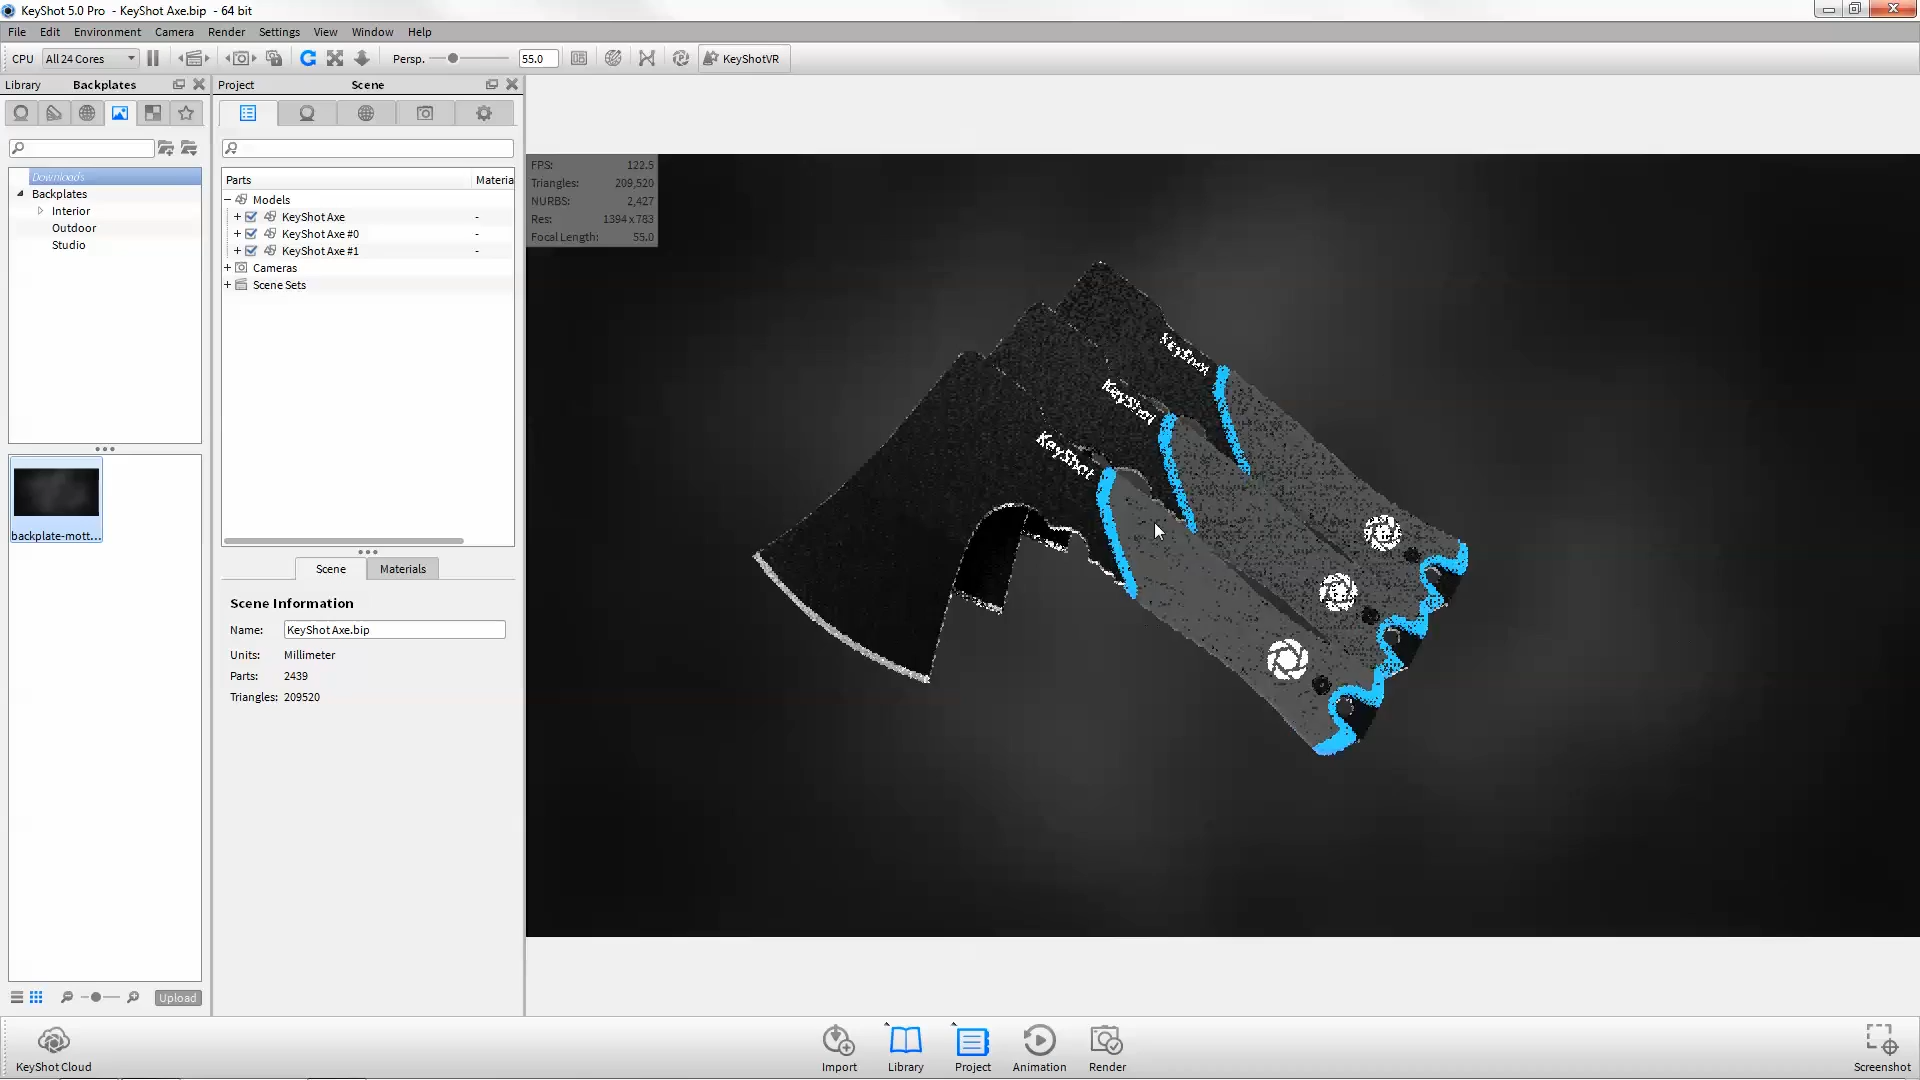 KeyShot 5.0 Pro - KeyShot Axe.bip - 64 bit
File Edit Environment Camera Render Settings View Window Help
CPU All 24 Cores Persp. 55.0 KeyShotVR
Library Backplates Project Scene
Downloads
Backplates
Interior
Outdoor
Studio
backplate-mott...
Upload
Parts Materia
Models
KeyShot Axe -
KeyShot Axe #0 -
KeyShot Axe #1 -
Cameras
Scene Sets
Scene Materials
Scene Information
Name: KeyShot Axe.bip
Units: Millimeter
Parts: 2439
Triangles: 209520
FPS: 122.5
Triangles: 209,520
NURBS: 2,427
Res: 1394 x 783
Focal Length: 55.0
KeyShot
KeyShot
KeyShot
KeyShot Cloud Import Library Project Animation Render Screenshot